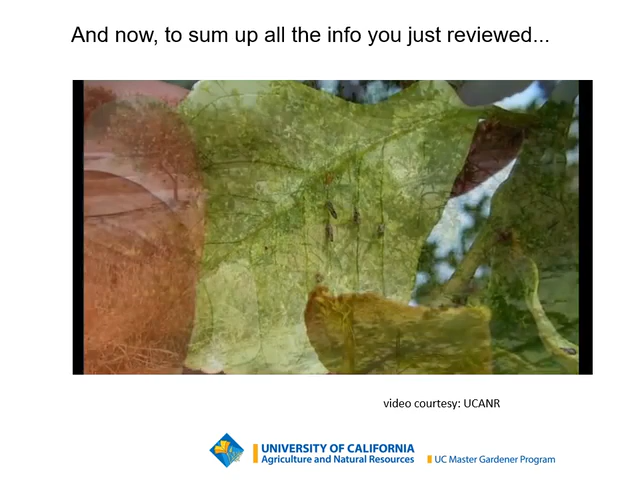 And now, to sum up all the info you just reviewed...
video courtesy: UCANR
UNIVERSITY OF CALIFORNIA
Agriculture and Natural Resources
UC Master Gardener Program